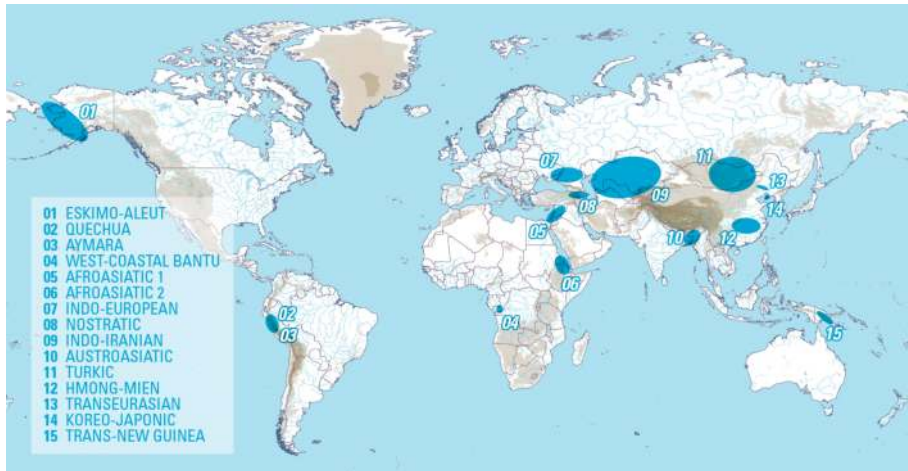 01
07
11
13
08
09
14
05
10
12
06
02
04
03
15
01 ESKIMO-ALEUT
02 QUECHUA
03 AYMARA
04 WEST-COASTAL BANTU
05 AFROASIATIC 1
06 AFROASIATIC 2
07 INDO-EUROPEAN
08 NOSTRATIC
09 INDO-IRANIAN
10 AUSTROASIATIC
11 TURKIC
12 HMONG-MIEN
13 TRANSEURASIAN
14 KOREO-JAPONIC
15 TRANS-NEW GUINEA